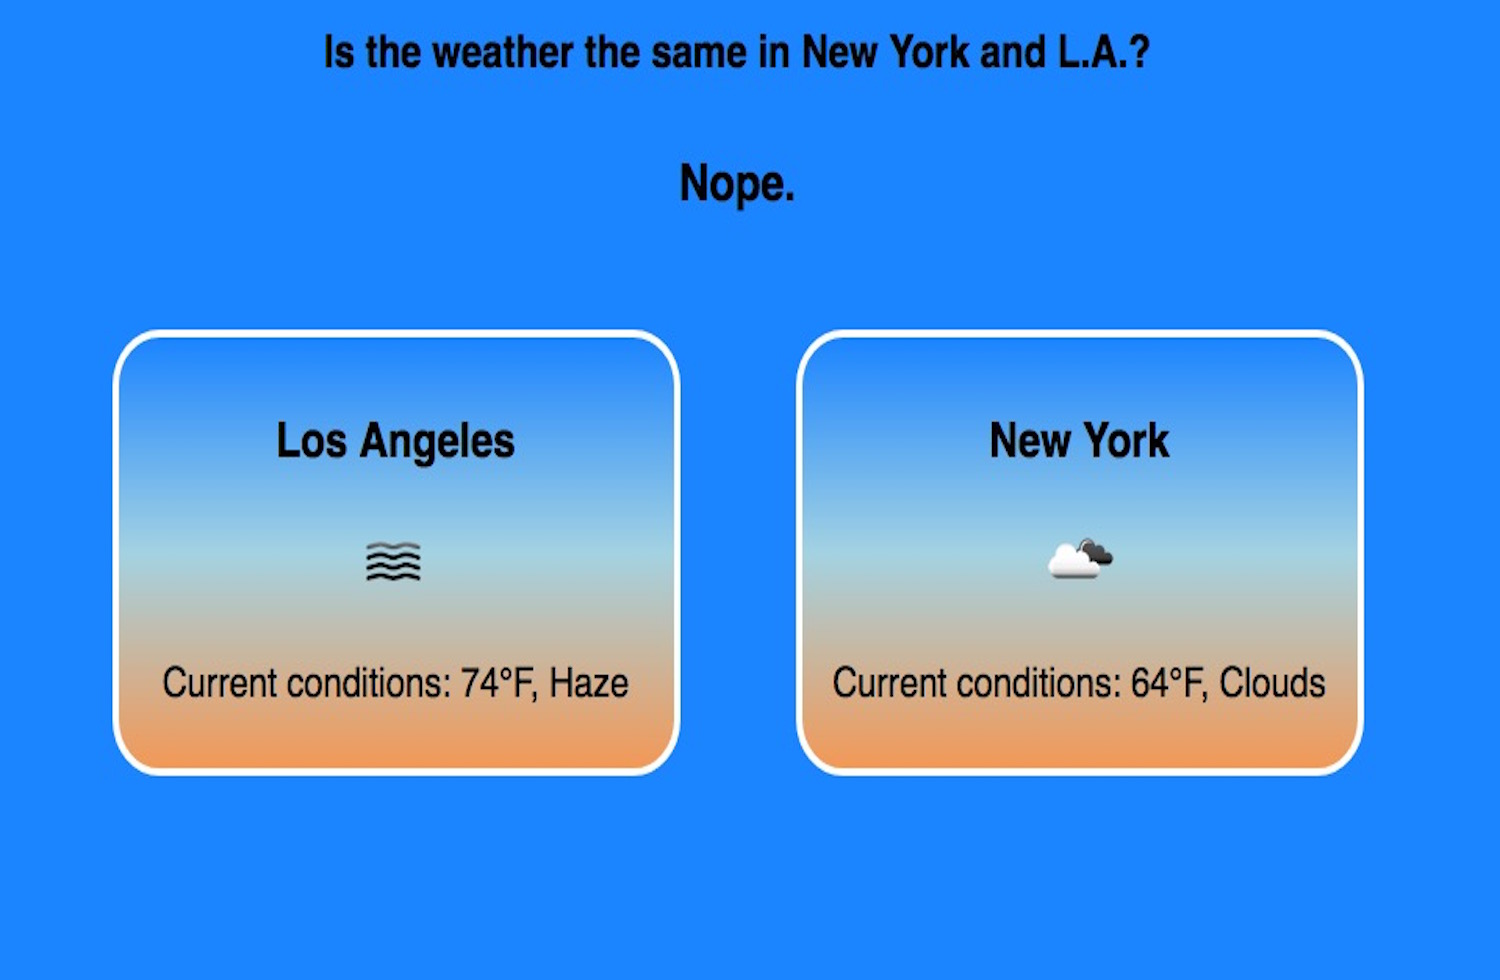 Is the weather the same in New York and L.A.?
Nope.
Los Angeles
Current conditions: 74°F, Haze
New York
Current conditions: 64°F, Clouds